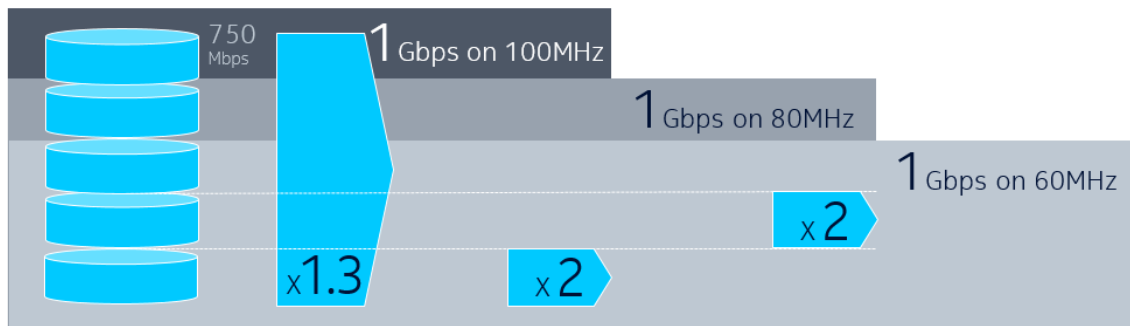 750
Mbps
1 Gbps on 100MHz
1 Gbps on 80MHz
1 Gbps on 60MHz
x 2
x1.3
x 2